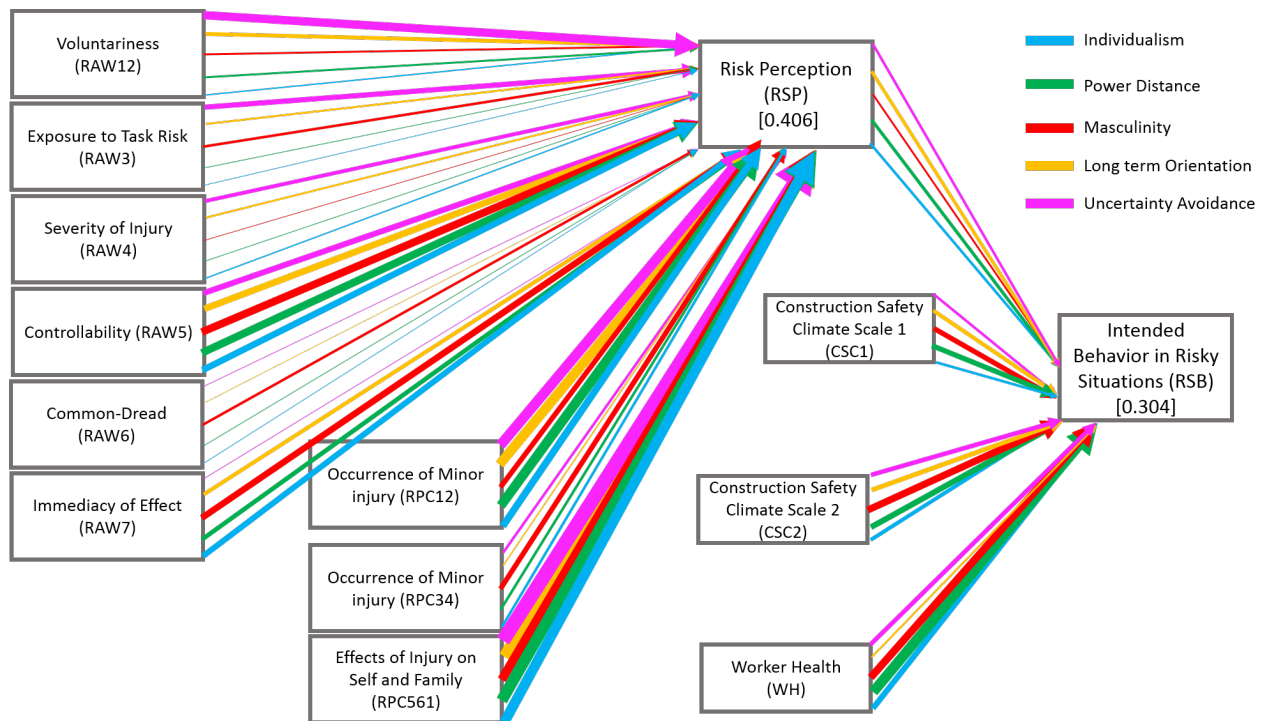 Voluntariness
(RAW12)
Exposure to Task Risk
(RAW3)
Severity of Injury
(RAW4)
Controllability (RAW5)
Common-Dread
(RAW6)
Immediacy of Effect
(RAW7)
Occurrence of Minor
injury (RPC12)
Occurrence of Minor
injury (RPC34)
Effects of Injury on
Self and Family
(RPC561)
Risk Perception
(RSP)
[0.406]
Construction Safety
Climate Scale 1
(CSC1)
Construction Safety
Climate Scale 2
(CSC2)
Worker Health
(WH)
Intended
Behavior in Risky
Situations (RSB)
[0.304]
Individualism
Power Distance
Masculinity
Long term Orientation
Uncertainty Avoidance